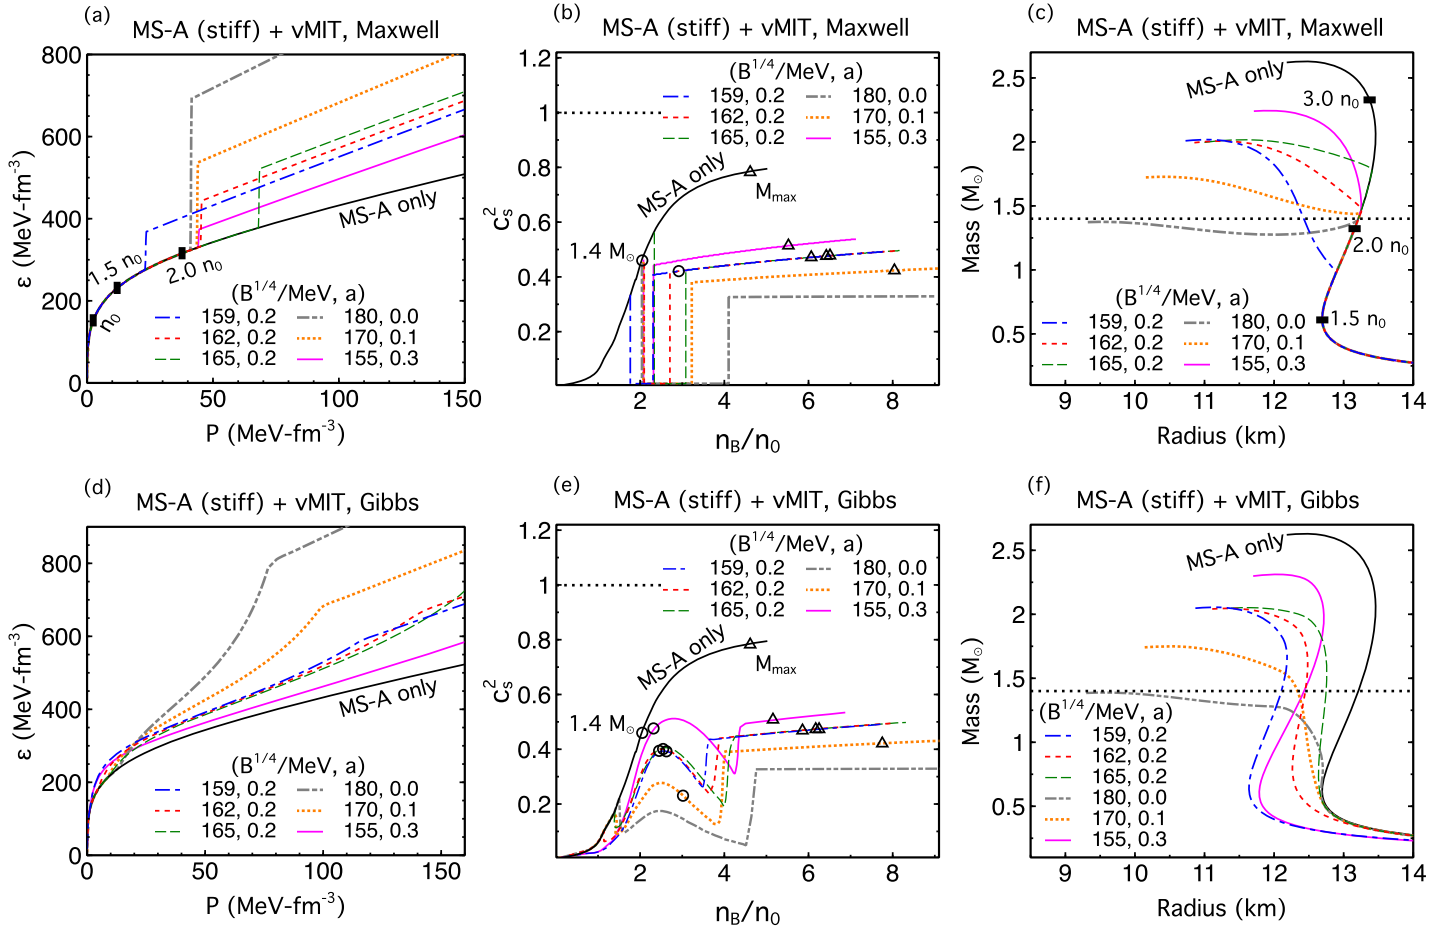 (a)
MS-A (stiff) + vMIT, Maxwell
800
600
400
200
0
ε (MeV-fm⁻³)
n₀
1.5 n₀
2.0 n₀
MS-A only
(B¹/⁴/MeV, a)
159, 0.2
180, 0.0
162, 0.2
170, 0.1
165, 0.2
155, 0.3
0
50
100
150
P (MeV-fm⁻³)
(b)
MS-A (stiff) + vMIT, Maxwell
1.2
1
0.8
0.6
0.4
0.2
c²ₛ
(B¹/⁴/MeV, a)
159, 0.2
180, 0.0
162, 0.2
170, 0.1
165, 0.2
155, 0.3
MS-A only
Mₘₐₓ
1.4 M☉
2
4
6
8
n_B/n₀
(c)
MS-A (stiff) + vMIT, Maxwell
2.5
2
1.5
1
0.5
Mass (M☉)
MS-A only
3.0 n₀
2.0 n₀
1.5 n₀
(B¹/⁴/MeV, a)
159, 0.2
180, 0.0
162, 0.2
170, 0.1
165, 0.2
155, 0.3
9
10
11
12
13
14
Radius (km)
(d)
MS-A (stiff) + vMIT, Gibbs
800
600
400
200
0
ε (MeV-fm⁻³)
MS-A only
(B¹/⁴/MeV, a)
159, 0.2
180, 0.0
162, 0.2
170, 0.1
165, 0.2
155, 0.3
0
50
100
150
P (MeV-fm⁻³)
(e)
MS-A (stiff) + vMIT, Gibbs
1.2
1
0.8
0.6
0.4
0.2
c²ₛ
(B¹/⁴/MeV, a)
159, 0.2
180, 0.0
162, 0.2
170, 0.1
165, 0.2
155, 0.3
MS-A only
Mₘₐₓ
1.4 M☉
2
4
6
8
n_B/n₀
(f)
MS-A (stiff) + vMIT, Gibbs
2.5
2
1.5
1
0.5
Mass (M☉)
MS-A only
(B¹/⁴/MeV, a)
159, 0.2
162, 0.2
165, 0.2
180, 0.0
170, 0.1
155, 0.3
9
10
11
12
13
14
Radius (km)